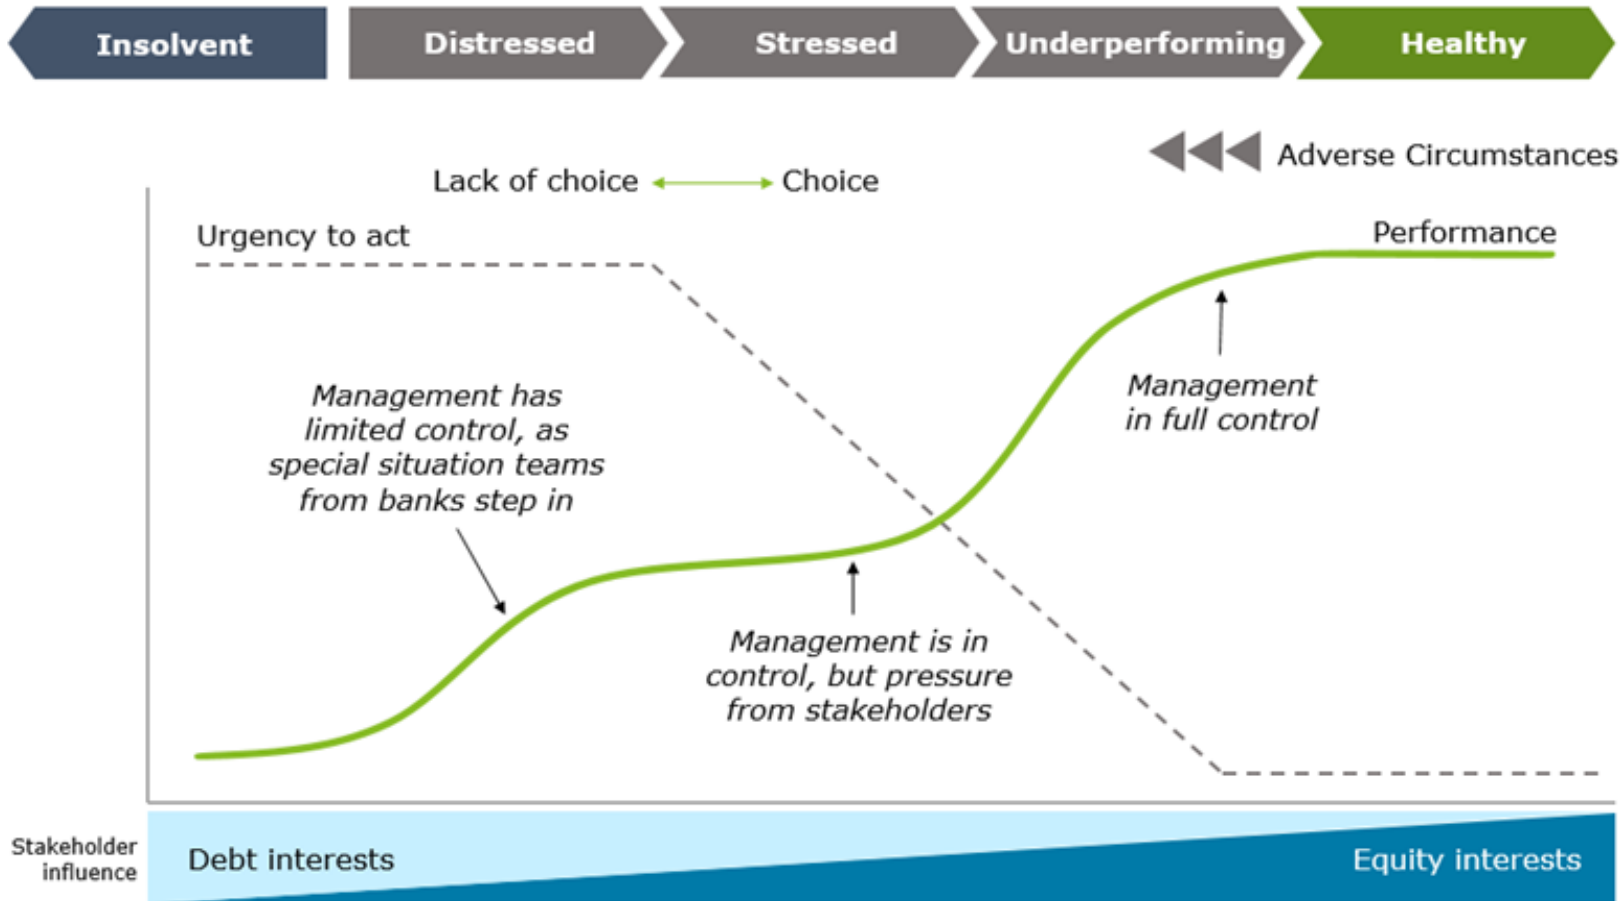 Insolvent
Distressed
Stressed
Underperforming
Healthy
Adverse Circumstances
Lack of choice
Choice
Urgency to act
Performance
Management has
limited control, as
special situation teams
from banks step in
Management
in full control
Management is in
control, but pressure
from stakeholders
Stakeholder
influence
Debt interests
Equity interests